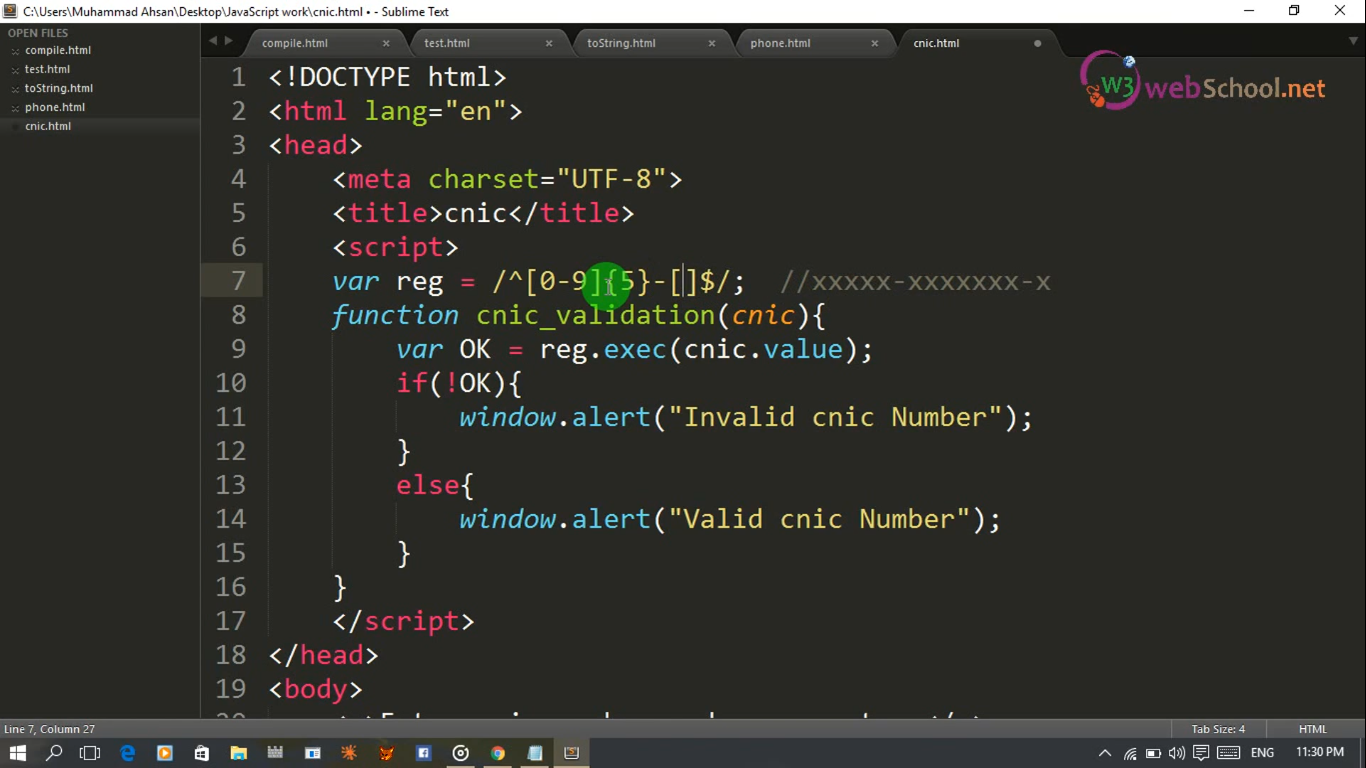 C:\Users\Muhammad Ahsan\Desktop\JavaScript work\cnic.html • - Sublime Text
OPEN FILES
compile.html
test.html
toString.html
phone.html
cnic.html
compile.html
test.html
toString.html
phone.html
cnic.html
W3 webSchool.net
1 <!DOCTYPE html>
2 <html lang="en">
3 <head>
4 <meta charset="UTF-8">
5 <title>cnic</title>
6 <script>
7 var reg = /^[0-9]{5}-[]$/; //xxxxx-xxxxxxx-x
8 function cnic_validation(cnic){
9 var OK = reg.exec(cnic.value);
10 if(!OK){
11 window.alert("Invalid cnic Number");
12 }
13 else{
14 window.alert("Valid cnic Number");
15 }
16 }
17 </script>
18 </head>
19 <body>
Line 7, Column 27
Tab Size: 4
HTML
ENG
11:30 PM